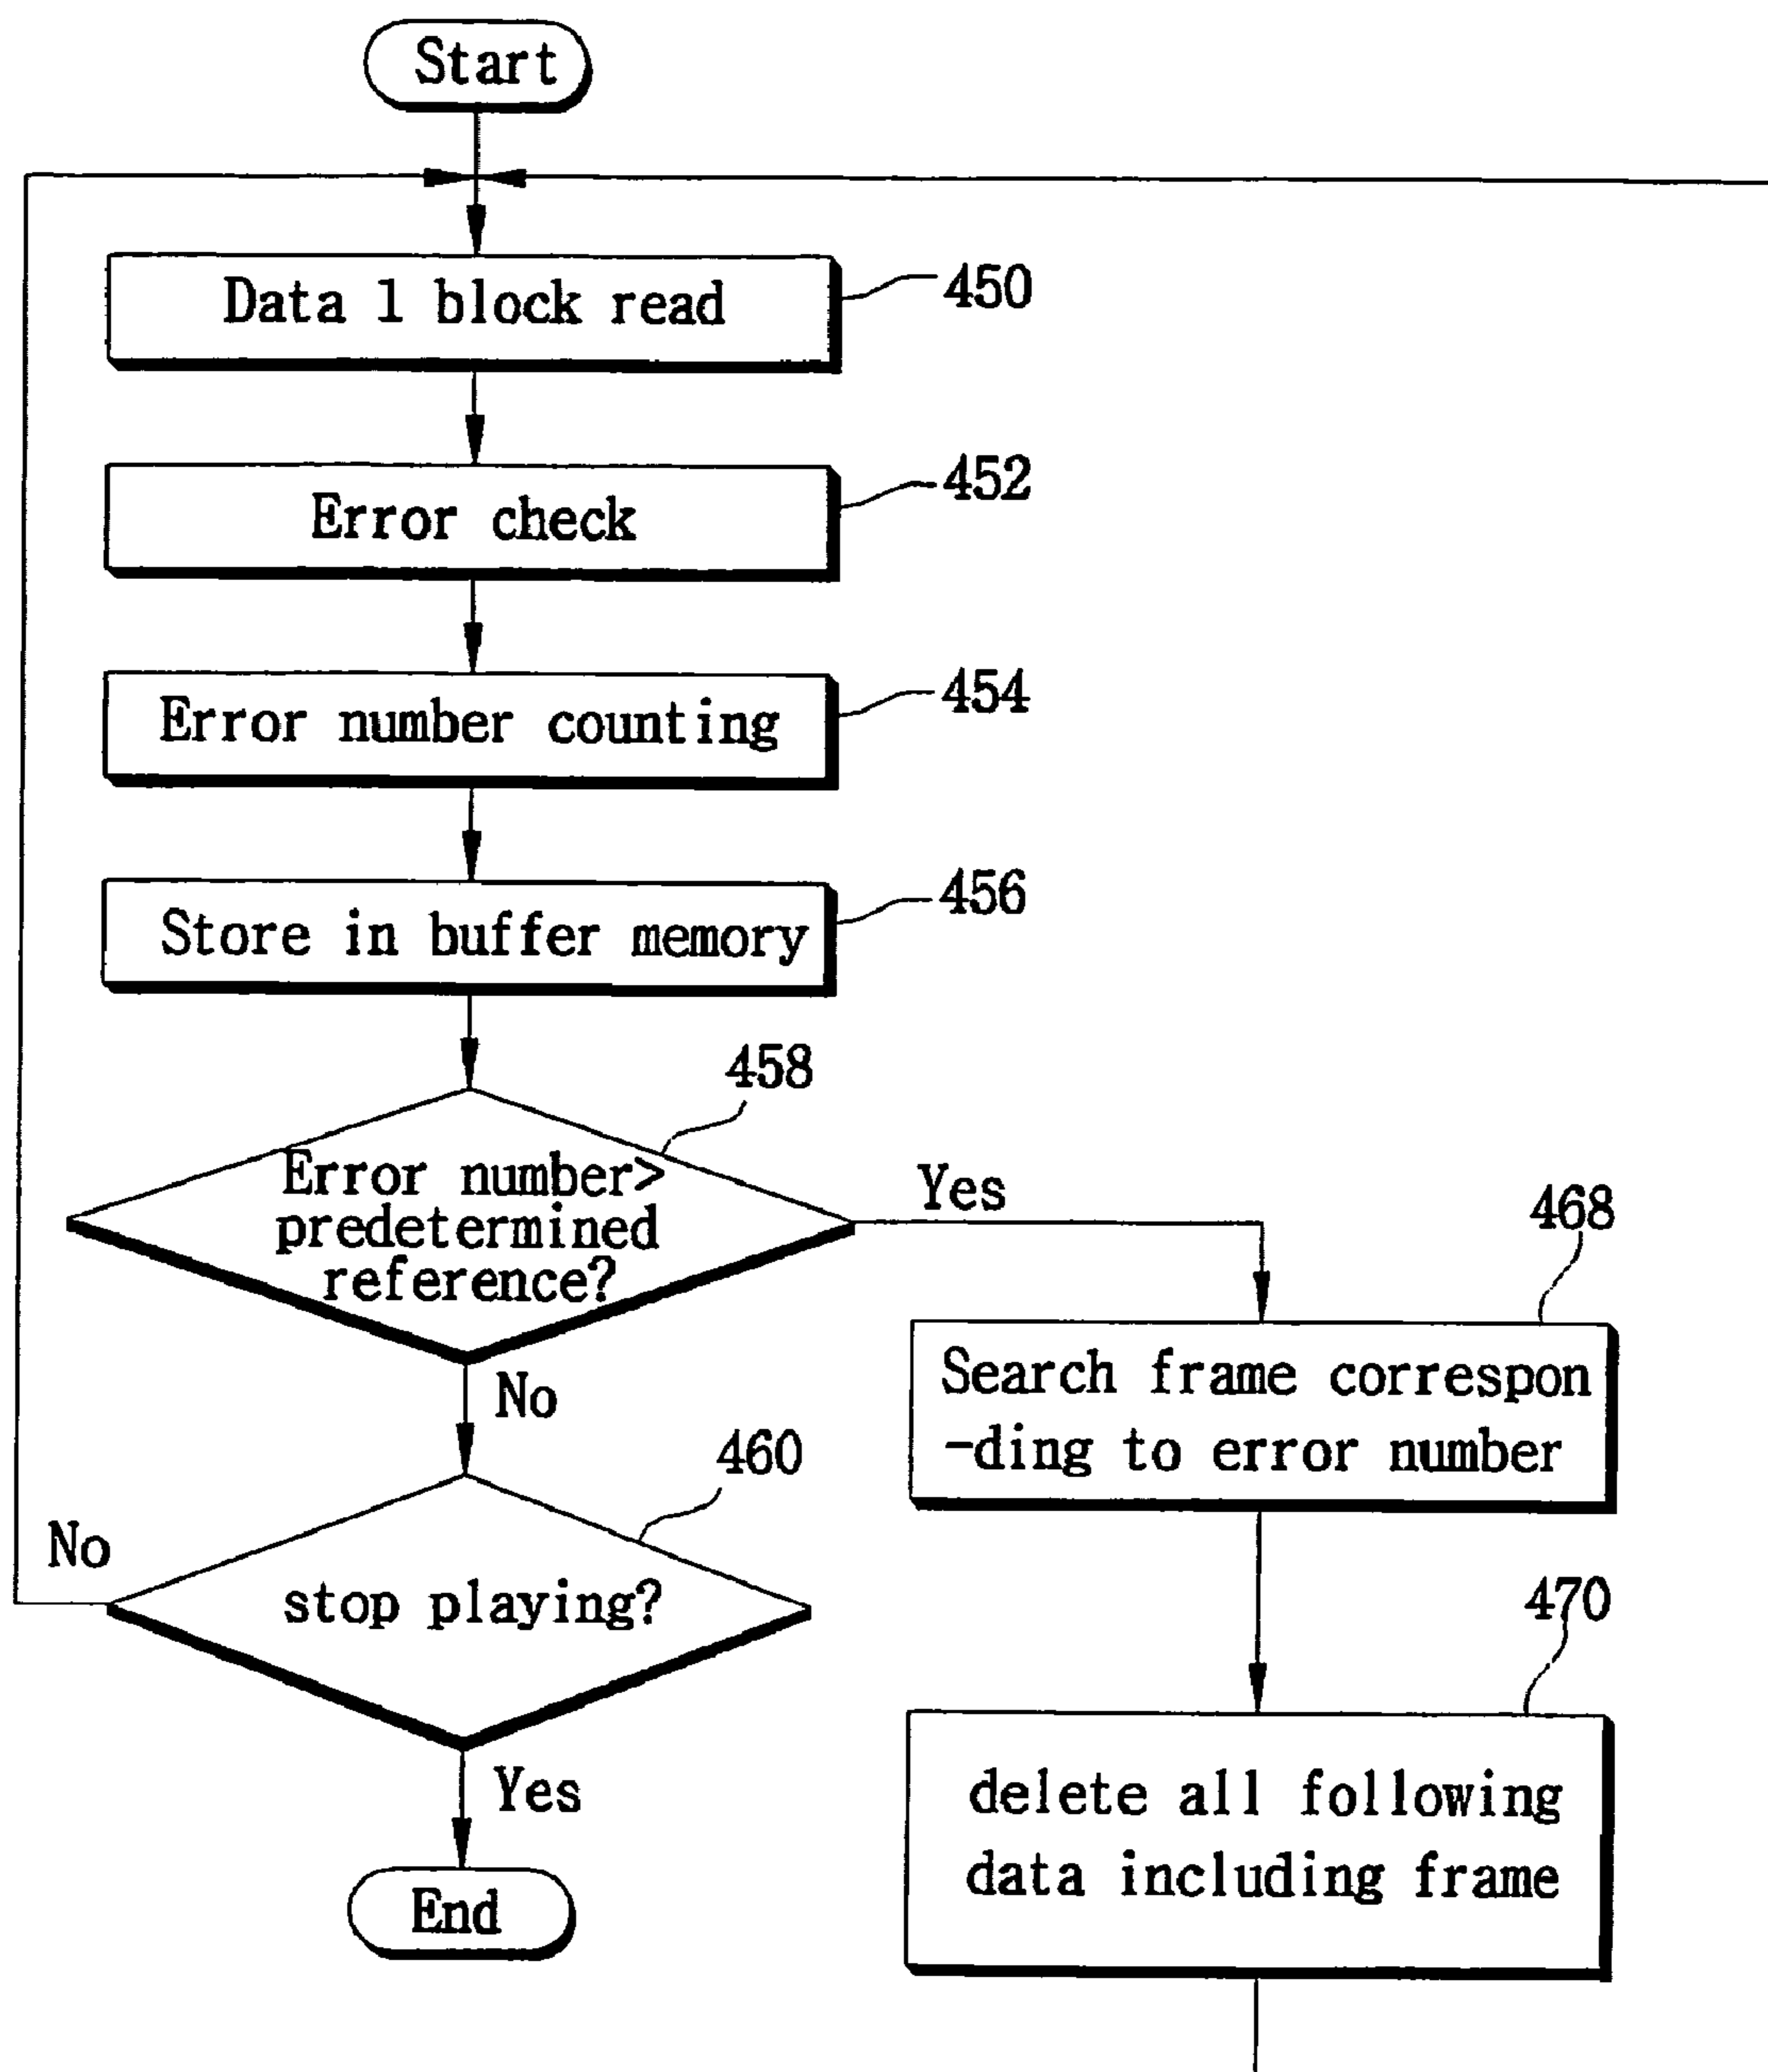 Start
Data 1 block read
450
Error check
452
Error number counting
454
Store in buffer memory
456
458
Error number>
predetermined
reference?
Yes
No
468
Search frame correspon
-ding to error number
460
stop playing?
No
Yes
470
delete all following
data including frame
End